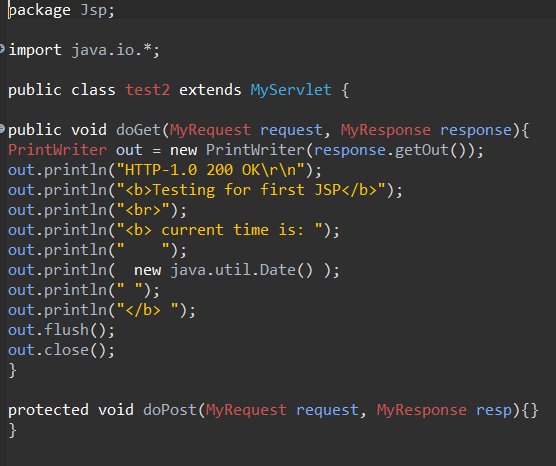 package Jsp;
import java.io.*;
public class test2 extends MyServlet {
public void doGet(MyRequest request, MyResponse response){
PrintWriter out = new PrintWriter(response.getOut());
out.println("HTTP-1.0 200 OK\r\n");
out.println("<b>Testing for first JSP</b>");
out.println("<br>");
out.println("<b> current time is: ");
out.println("    ");
out.println(  new java.util.Date() );
out.println(" ");
out.println("</b> ");
out.flush();
out.close();
}
protected void doPost(MyRequest request, MyResponse resp){}
}